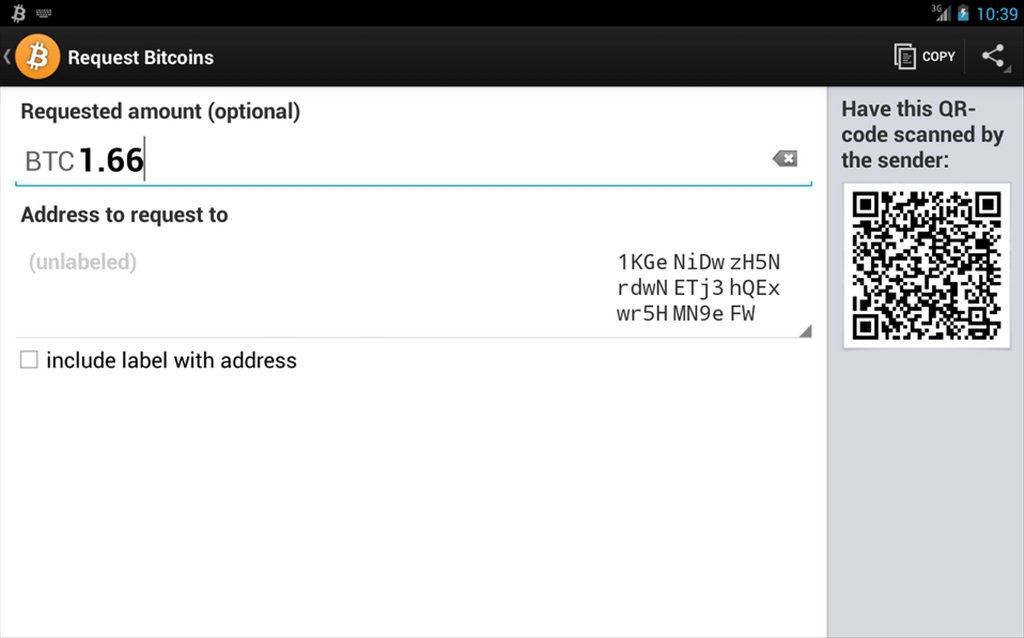 3G 10:39
Request Bitcoins COPY
Requested amount (optional)
BTC 1.66
Address to request to
(unlabeled)
1KGe NiDw zH5N
rdwN ETj3 hQEx
wr5H MN9e FW
include label with address
Have this QR-
code scanned by
the sender: